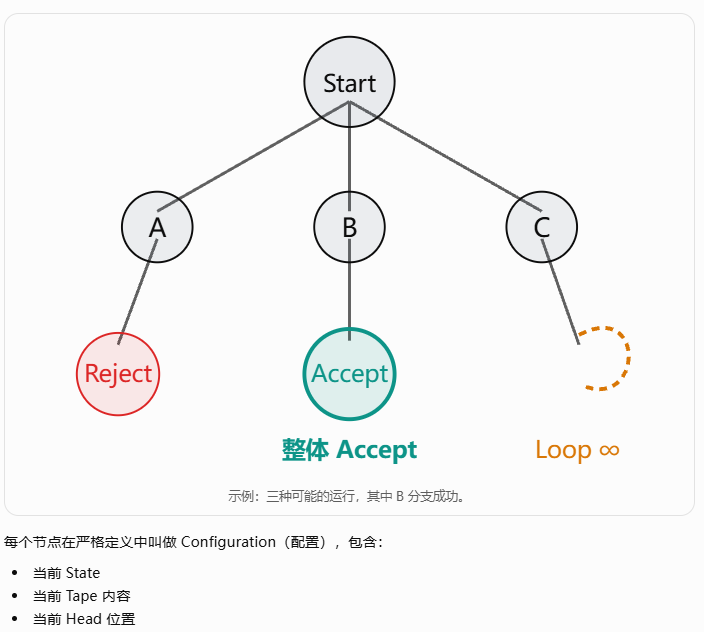 Start
A
B
C
Reject
Accept
整体 Accept
Loop ∞
示例：三种可能的运行，其中 B 分支成功。
每个节点在严格定义中叫做 Configuration（配置），包含：
• 当前 State
• 当前 Tape 内容
• 当前 Head 位置